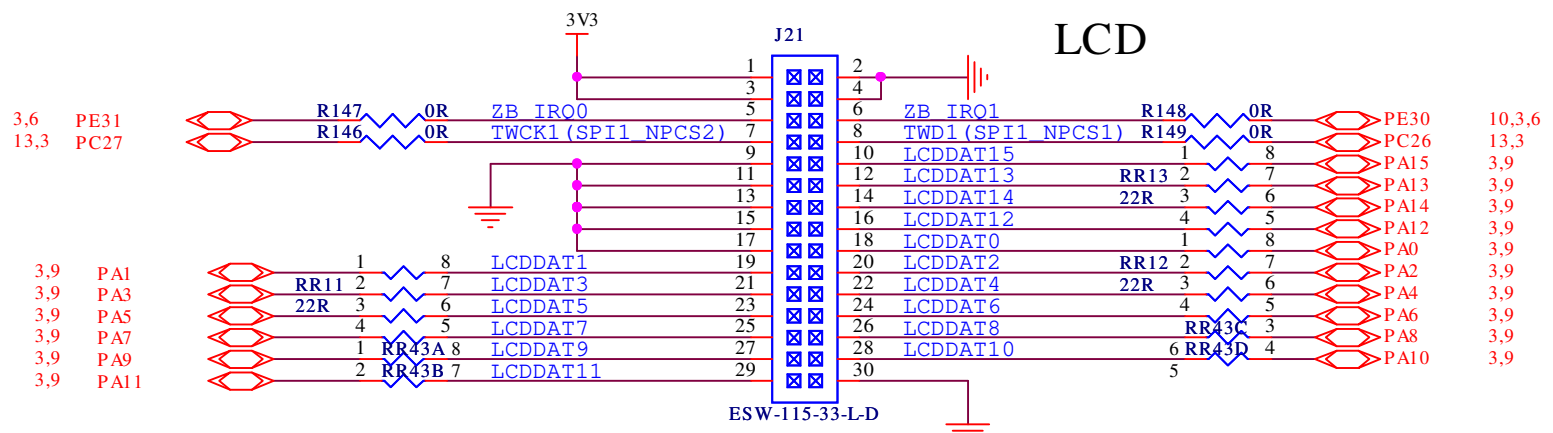 LCD
3V3
J21
1 2
3 4
3,6 PE31 R147 0R ZB_IRQ0 5 6 ZB_IRQ1 R148 0R PE30 10,3,6
13,3 PC27 R146 0R TWCK1(SPI1_NPCS2) 7 8 TWD1(SPI1_NPCS1) R149 0R PC26 13,3
9 10 LCDDAT15 1 8 PA15 3,9
11 12 LCDDAT13 RR13 2 7 PA13 3,9
13 14 LCDDAT14 22R 3 6 PA14 3,9
15 16 LCDDAT12 4 5 PA12 3,9
17 18 LCDDAT0 1 8 PA0 3,9
3,9 PA1 1 8 LCDDAT1 19 20 LCDDAT2 RR12 2 7 PA2 3,9
3,9 PA3 RR11 2 7 LCDDAT3 21 22 LCDDAT4 22R 3 6 PA4 3,9
3,9 PA5 22R 3 6 LCDDAT5 23 24 LCDDAT6 4 5 PA6 3,9
3,9 PA7 4 5 LCDDAT7 25 26 LCDDAT8 RR43C 3 PA8 3,9
3,9 PA9 1 RR43A 8 LCDDAT9 27 28 LCDDAT10 6 RR43D 4 PA10 3,9
3,9 PA11 2 RR43B 7 LCDDAT11 29 30 5
ESW-115-33-L-D